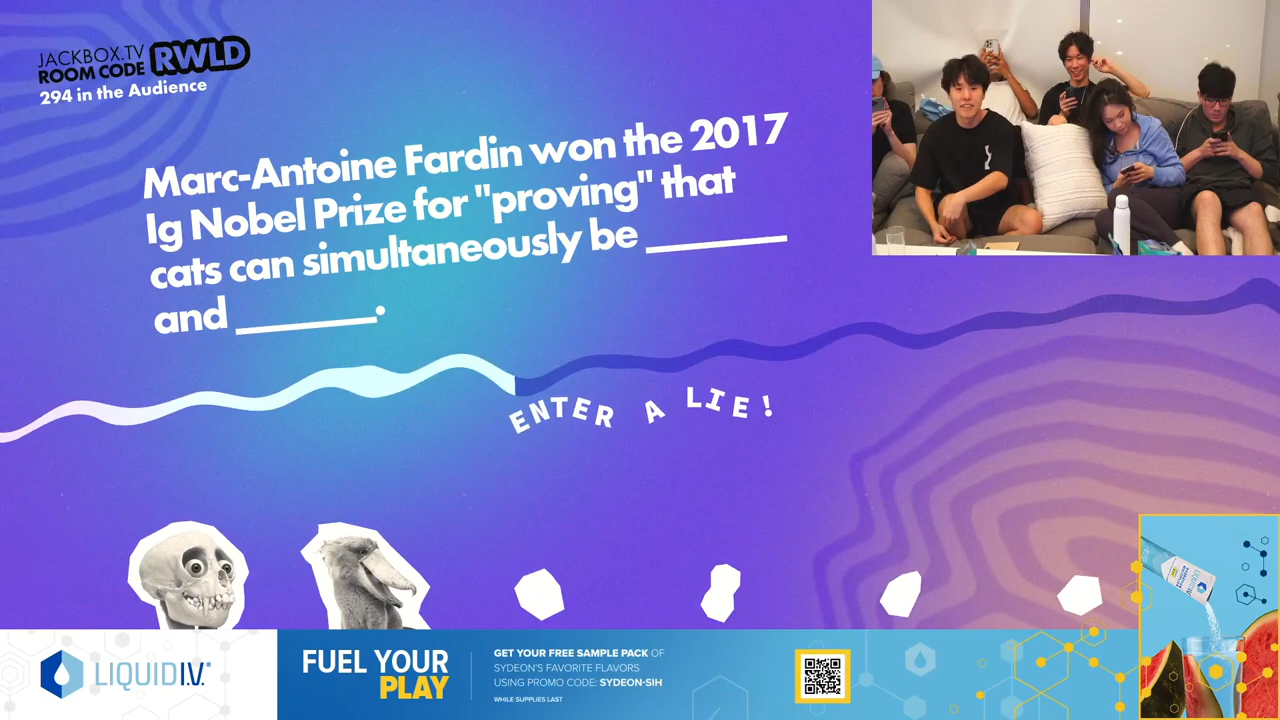 JACKBOX.TV
ROOM CODE RWLD
294 in the Audience
Marc-Antoine Fardin won the 2017
Ig Nobel Prize for "proving" that
cats can simultaneously be ______
and ______.
ENTER A LIE!
LIQUID I.V.
FUEL YOUR
PLAY
GET YOUR FREE SAMPLE PACK OF
SYDEON'S FAVORITE FLAVORS
USING PROMO CODE: SYDEON-SIH
WHILE SUPPLIES LAST